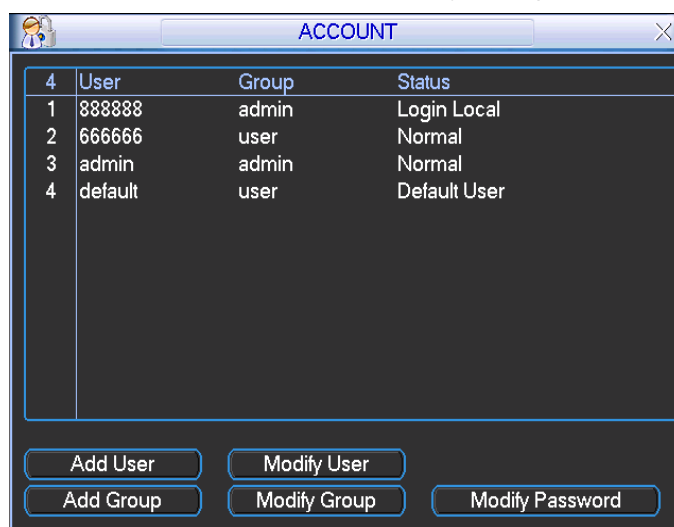 ACCOUNT
4 User Group Status
1 888888 admin Login Local
2 666666 user Normal
3 admin admin Normal
4 default user Default User
Add User Modify User
Add Group Modify Group Modify Password